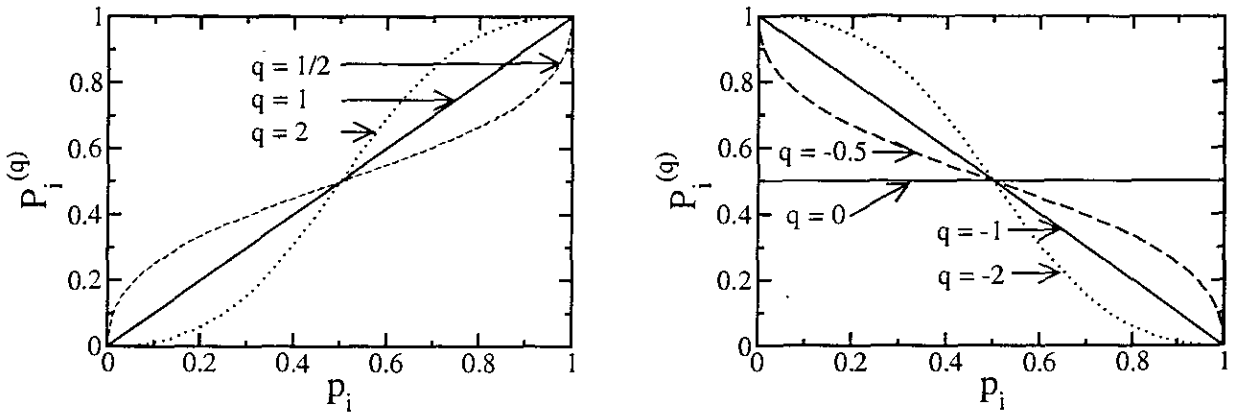 1
0.8
0.6
0.4
0.2
0
P_i^(q)
q = 1/2
q = 1
q = 2
0 0.2 0.4 0.6 0.8 1
p_i
1
0.8
0.6
0.4
0.2
0
P_i^(q)
q = -0.5
q = 0
q = -1
q = -2
0 0.2 0.4 0.6 0.8 1
p_i